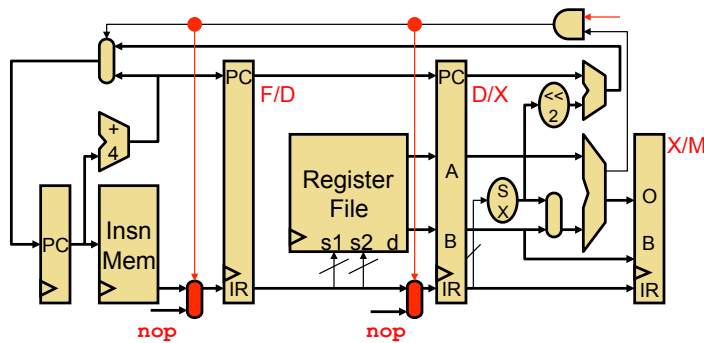 PC
PC
F/D
D/X
<<
2
+
4
X/M
Register
File
A
S
X
O
PC
Insn
Mem
s1 s2 d
B
B
IR
IR
IR
nop
nop